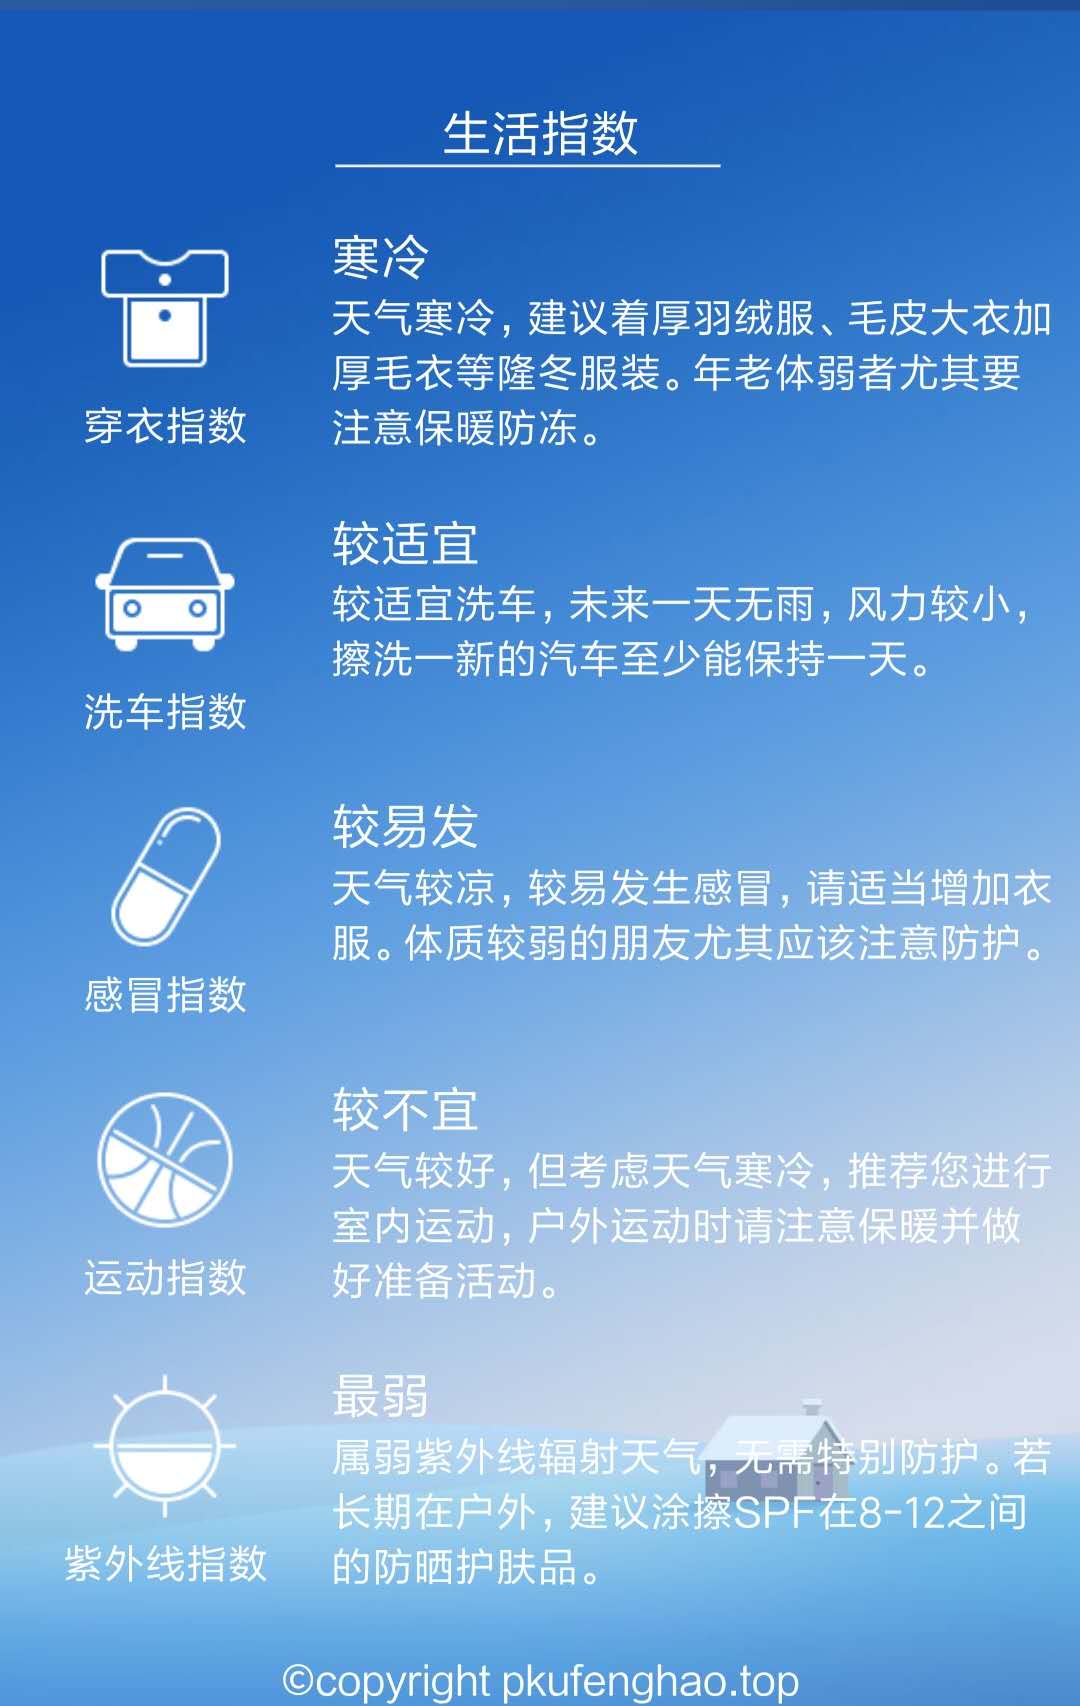 生活指数
寒冷
天气寒冷，建议着厚羽绒服、毛皮大衣加
厚毛衣等隆冬服装。年老体弱者尤其要
注意保暖防冻。
穿衣指数
较适宜
较适宜洗车，未来一天无雨，风力较小，
擦洗一新的汽车至少能保持一天。
洗车指数
较易发
天气较凉，较易发生感冒，请适当增加衣
服。体质较弱的朋友尤其应该注意防护。
感冒指数
较不宜
天气较好，但考虑天气寒冷，推荐您进行
室内运动，户外运动时请注意保暖并做
好准备活动。
运动指数
最弱
属弱紫外线辐射天气，无需特别防护。若
长期在户外，建议涂擦SPF在8-12之间
的防晒护肤品。
紫外线指数
©copyright pkufenghao.top